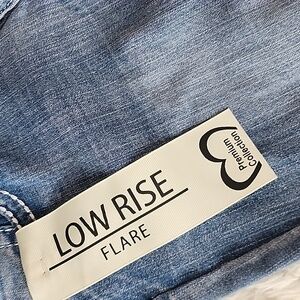 LOW RISE
FLARE
Premium
Collection